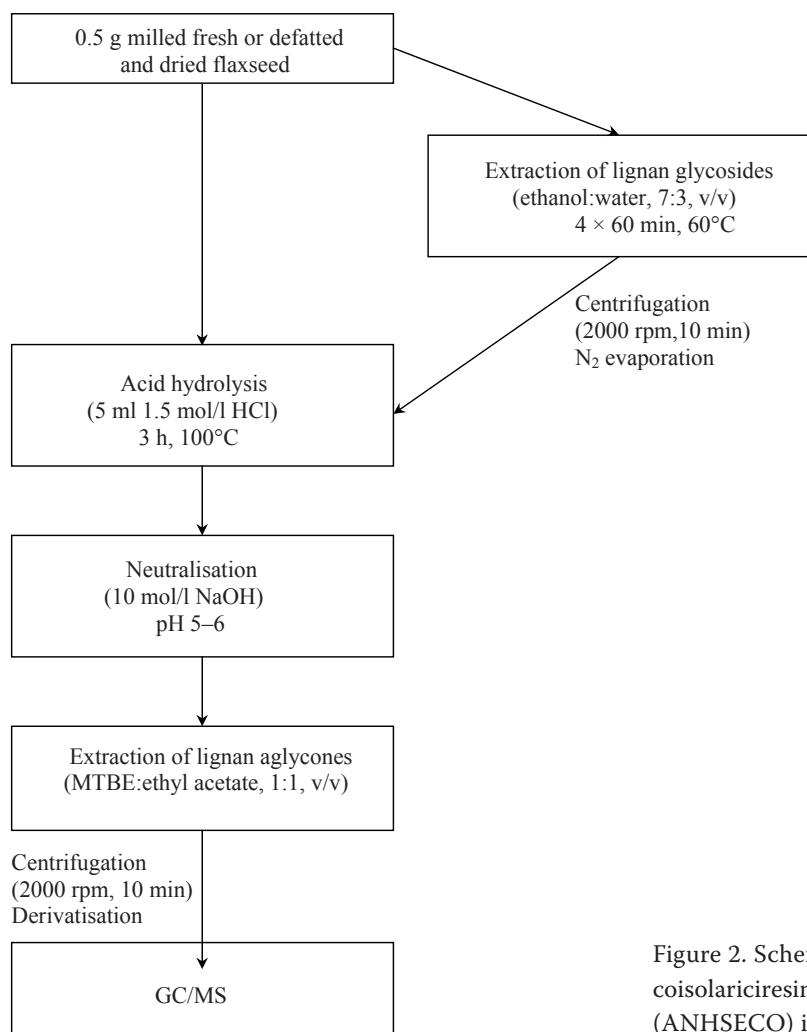 0.5 g milled fresh or defatted
and dried flaxseed
Extraction of lignan glycosides
(ethanol:water, 7:3, v/v)
4 × 60 min, 60°C
Centrifugation
(2000 rpm,10 min)
N₂ evaporation
Acid hydrolysis
(5 ml 1.5 mol/l HCl)
3 h, 100°C
Neutralisation
(10 mol/l NaOH)
pH 5–6
Extraction of lignan aglycones
(MTBE:ethyl acetate, 1:1, v/v)
Centrifugation
(2000 rpm, 10 min)
Derivatisation
GC/MS
Figure 2.
coisolariciresin
(ANHSECO) i